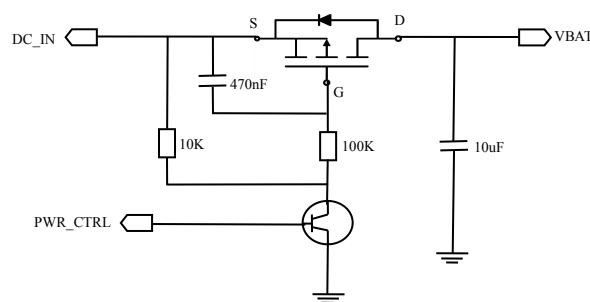 S
D
DC_IN
VBAT
470nF
G
10K
100K
10uF
PWR_CTRL